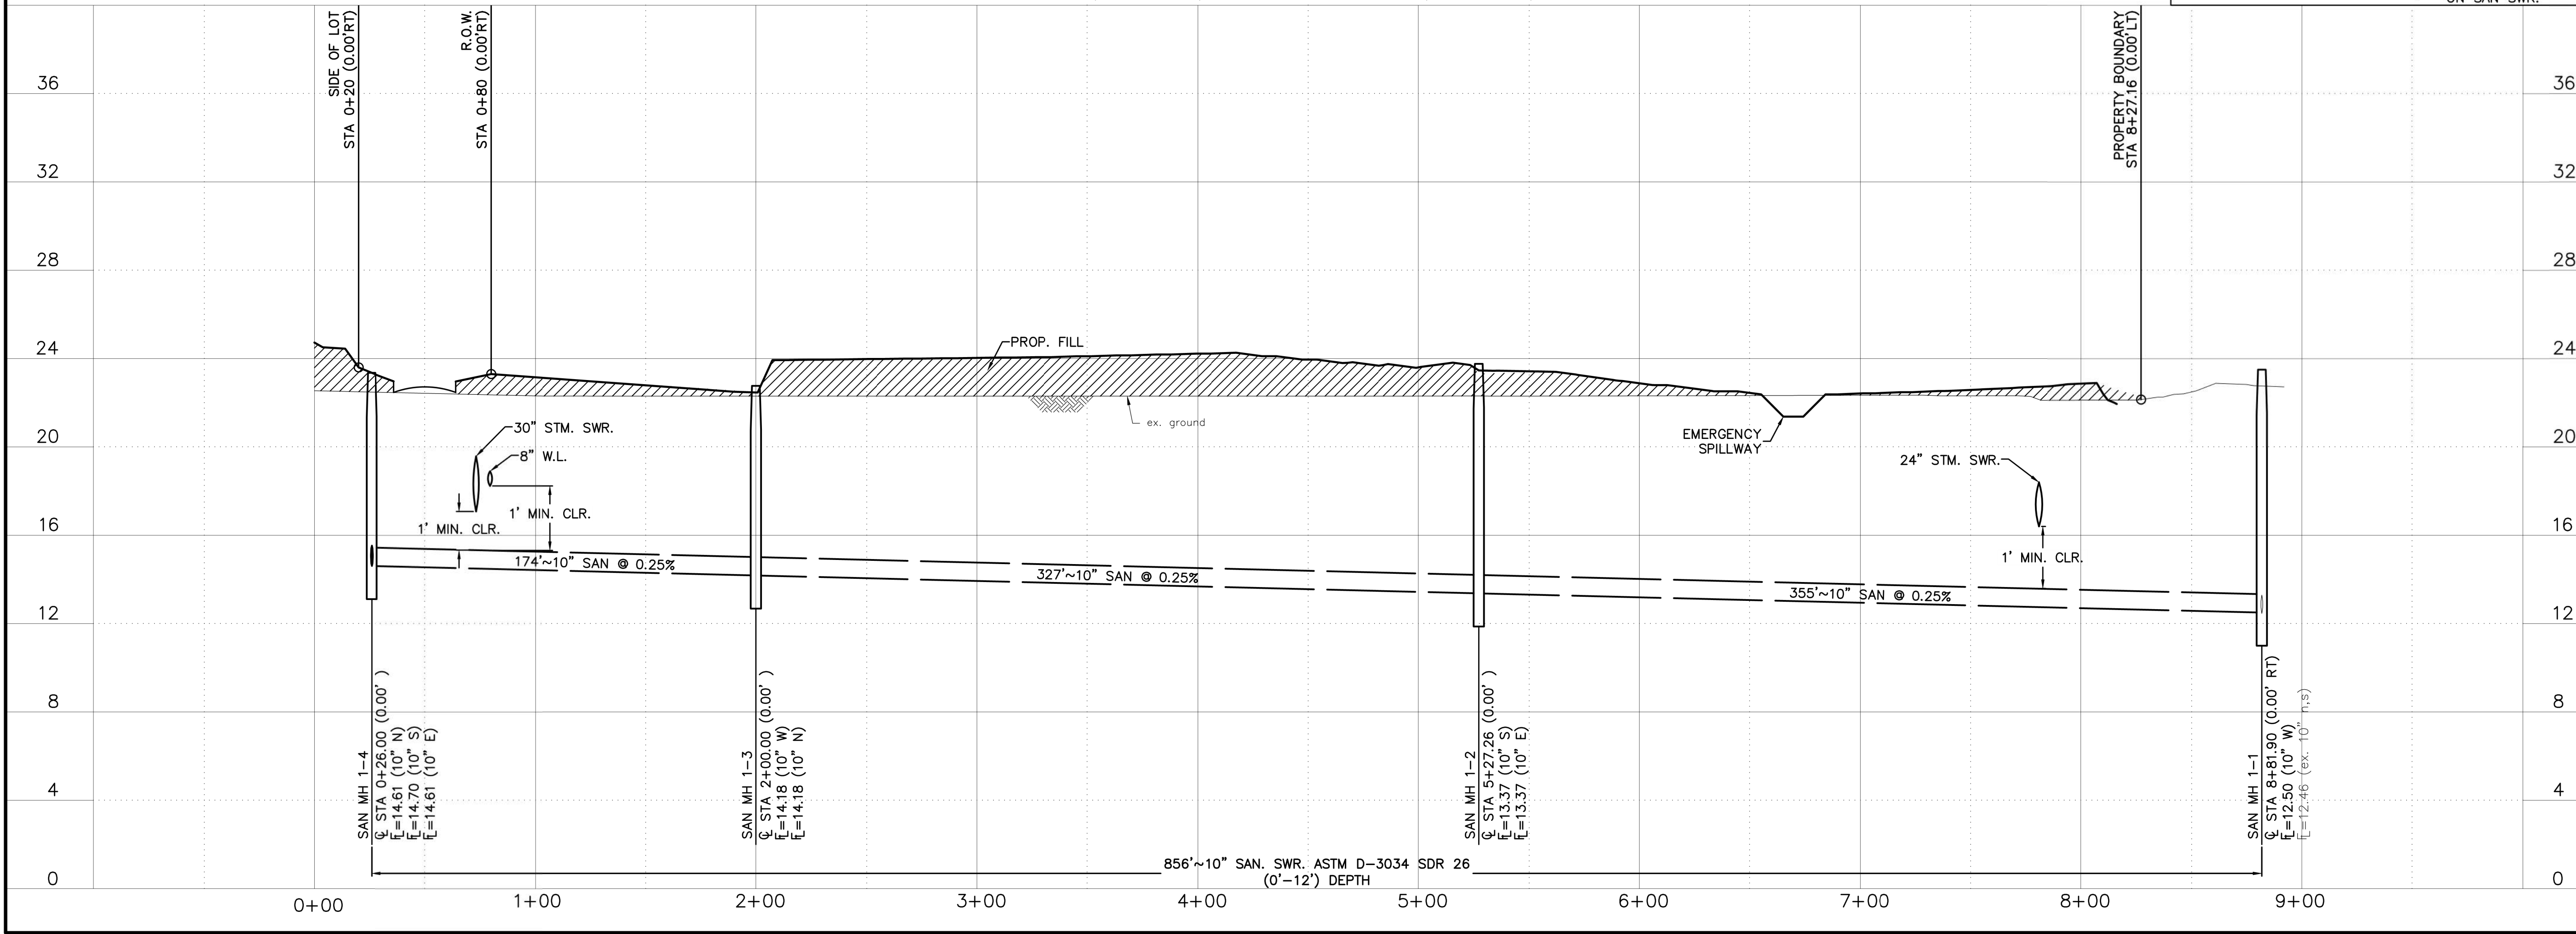 ON SAN SWR.
SIDE OF LOT
STA 0+20 (0.00'RT)
R.O.W.
STA 0+80 (0.00'RT)
PROPERTY BOUNDARY
STA 8+27.16 (0.00'LT)
36
36
32
32
28
28
24
24
20
20
16
16
12
12
8
8
4
4
0
0
PROP. FILL
ex. ground
30" STM. SWR.
8" W.L.
1' MIN. CLR.
1' MIN. CLR.
EMERGENCY
SPILLWAY
24" STM. SWR.
1' MIN. CLR.
174'~10" SAN @ 0.25%
327'~10" SAN @ 0.25%
355'~10" SAN @ 0.25%
SAN MH 1-4
℄ STA 0+26.00 (0.00' )
FL=14.61 (10" N)
FL=14.70 (10" S)
FL=14.61 (10" E)
SAN MH 1-3
℄ STA 2+00.00 (0.00' )
FL=14.18 (10" W)
FL=14.18 (10" N)
SAN MH 1-2
℄ STA 5+27.26 (0.00' )
FL=13.37 (10" S)
FL=13.37 (10" E)
SAN MH 1-1
℄ STA 8+81.90 (0.00' RT)
FL=12.50 (10" W)
FL=12.46 (ex. 10" n,s)
856'~10" SAN. SWR. ASTM D-3034 SDR 26
(0'-12') DEPTH
0+00
1+00
2+00
3+00
4+00
5+00
6+00
7+00
8+00
9+00